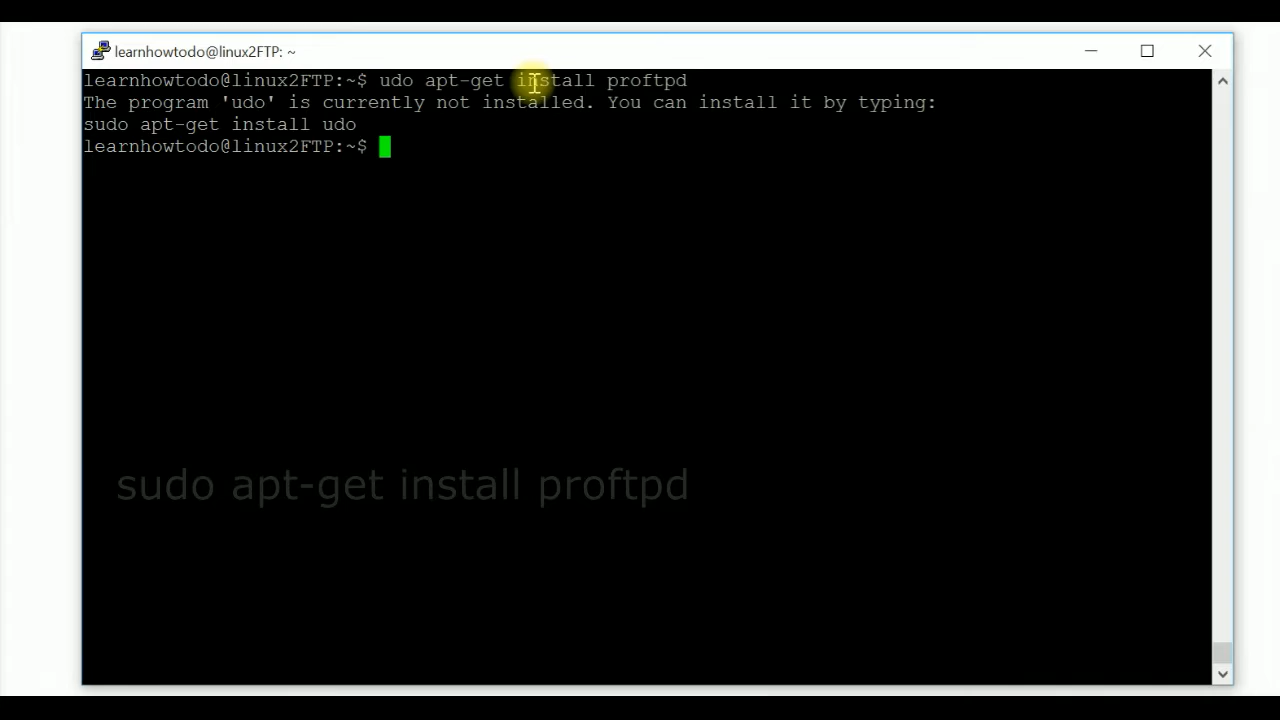 learnhowtodo@linux2FTP: ~
learnhowtodo@linux2FTP:~$ udo apt-get install proftpd
The program 'udo' is currently not installed. You can install it by typing:
sudo apt-get install udo
learnhowtodo@linux2FTP:~$
sudo apt-get install proftpd